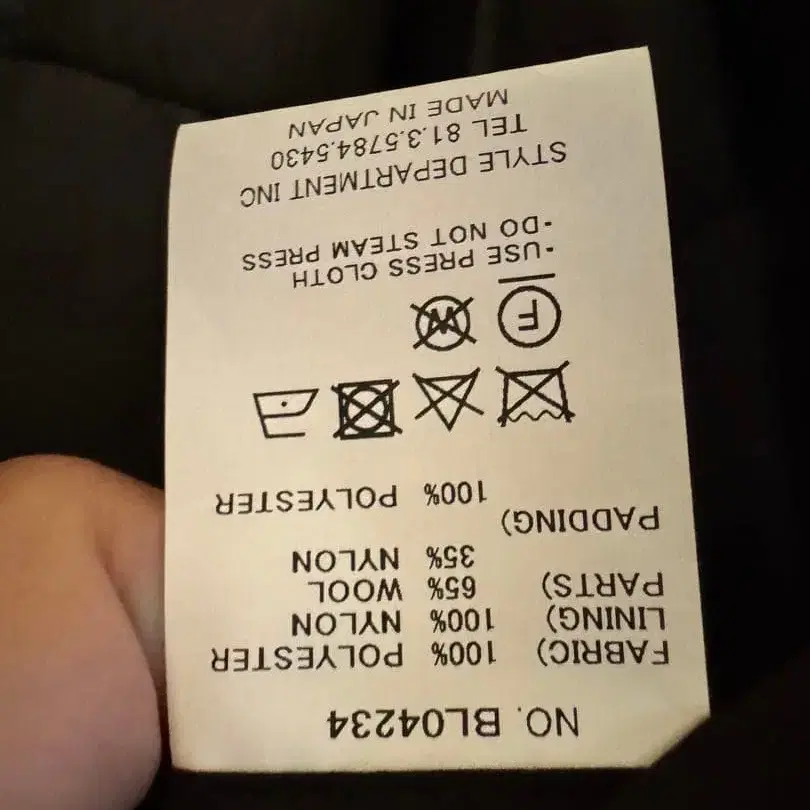 NO. BL04234
FABRIC) 100% POLYESTER
LINING) 100% NYLON
PARTS) 65% WOOL
35% NYLON
PADDING)
100% POLYESTER
F W
-USE PRESS CLOTH
-DO NOT STEAM PRESS
STYLE DEPARTMENT INC
TEL 81.3.5784.5430
MADE IN JAPAN